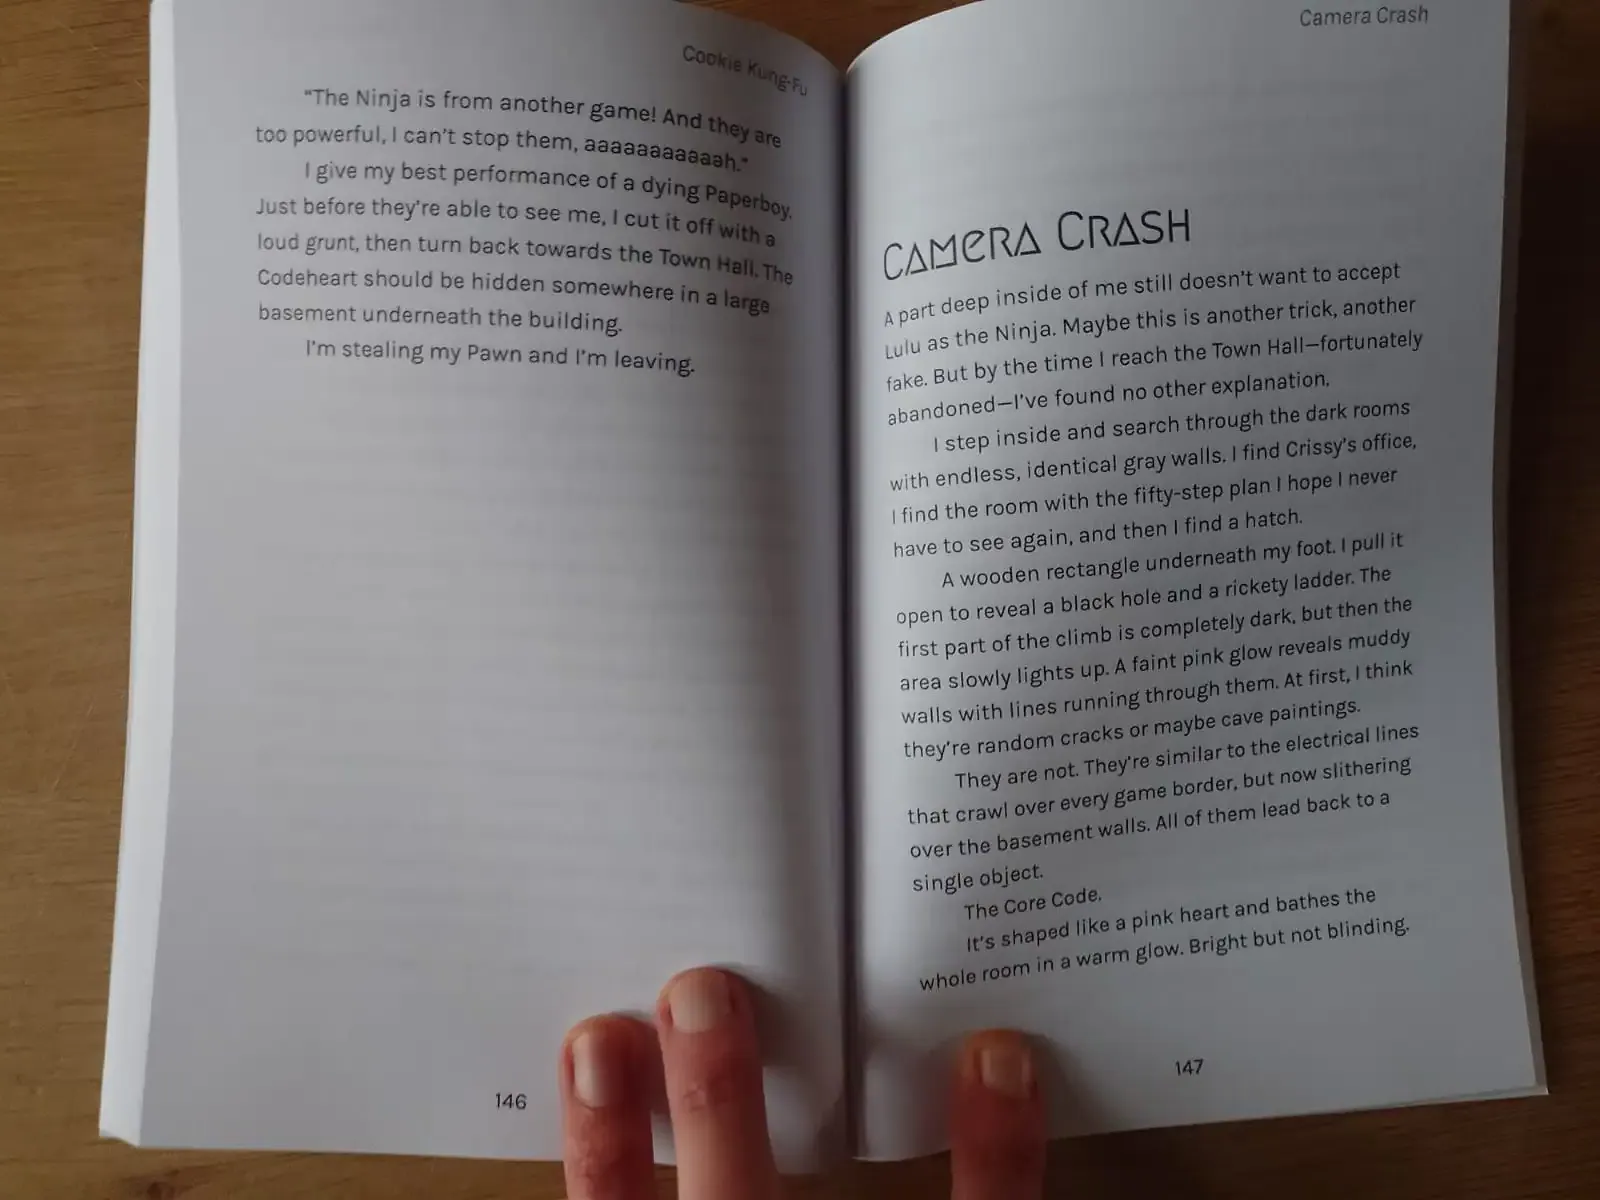 Cookie Kung-Fu
"The Ninja is from another game! And they are
too powerful, I can't stop them, aaaaaaaaaaah."
I give my best performance of a dying Paperboy.
Just before they're able to see me, I cut it off with a
loud grunt, then turn back towards the Town Hall. The
Codeheart should be hidden somewhere in a large
basement underneath the building.
I'm stealing my Pawn and I'm leaving.
146
Camera Crash
Camera Crash
A part deep inside of me still doesn't want to accept
Lulu as the Ninja. Maybe this is another trick, another
fake. But by the time I reach the Town Hall—fortunately
abandoned—I've found no other explanation.
I step inside and search through the dark rooms
with endless, identical gray walls. I find Crissy's office,
I find the room with the fifty-step plan I hope I never
have to see again, and then I find a hatch.
A wooden rectangle underneath my foot. I pull it
open to reveal a black hole and a rickety ladder. The
first part of the climb is completely dark, but then the
area slowly lights up. A faint pink glow reveals muddy
walls with lines running through them. At first, I think
they're random cracks or maybe cave paintings.
They are not. They're similar to the electrical lines
that crawl over every game border, but now slithering
over the basement walls. All of them lead back to a
single object.
The Core Code.
It's shaped like a pink heart and bathes the
whole room in a warm glow. Bright but not blinding.
147